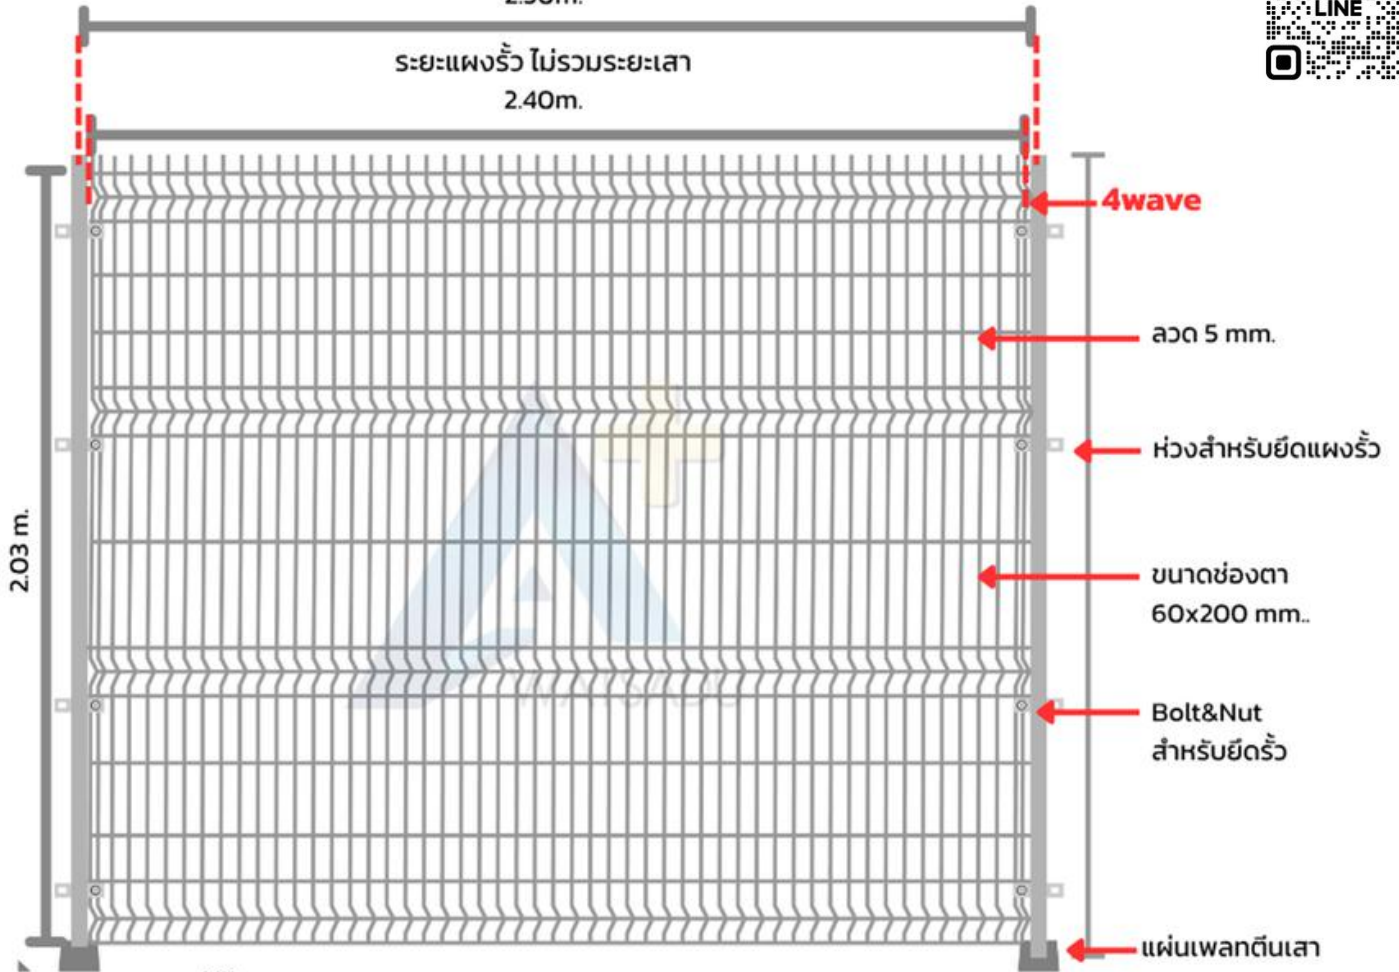 LINE
ระยะแผงรั้ว ไม่รวมระยะเสา
2.40m.
4wave
ลวด 5 mm.
ห่วงสำหรับยึดแผงรั้ว
2.03 m.
ขนาดช่องตา
60x200 mm..
WATSADU
Bolt&Nut
สำหรับยึดรั้ว
แผ่นเพลทตีนเสา